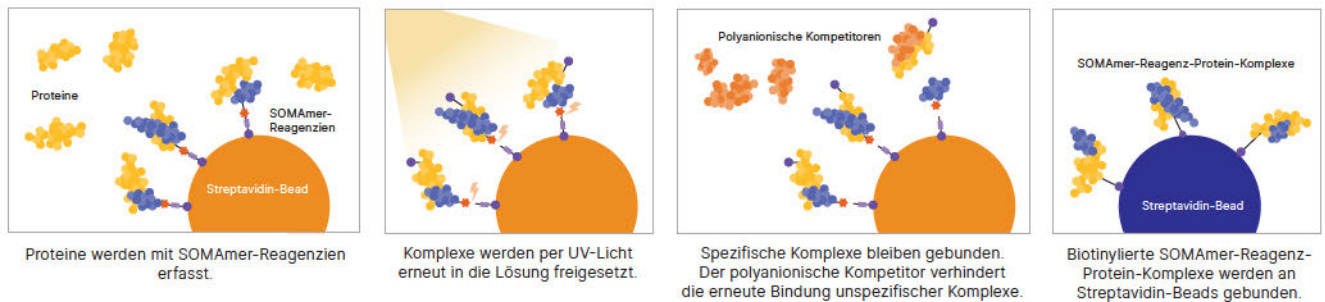 Proteine
SOMAmer-
Reagenzien
Streptavidin-Bead
Proteine werden mit SOMAmer-Reagenzien
erfasst.
Komplexe werden per UV-Licht
erneut in die Lösung freigesetzt.
Polyanionische Kompetitoren
Spezifische Komplexe bleiben gebunden.
Der polyanionische Kompetitor verhindert
die erneute Bindung unspezifischer Komplexe.
SOMAmer-Reagenz-Protein-Komplexe
Streptavidin-Bead
Biotinylierte SOMAmer-Reagenz-
Protein-Komplexe werden an
Streptavidin-Beads gebunden.